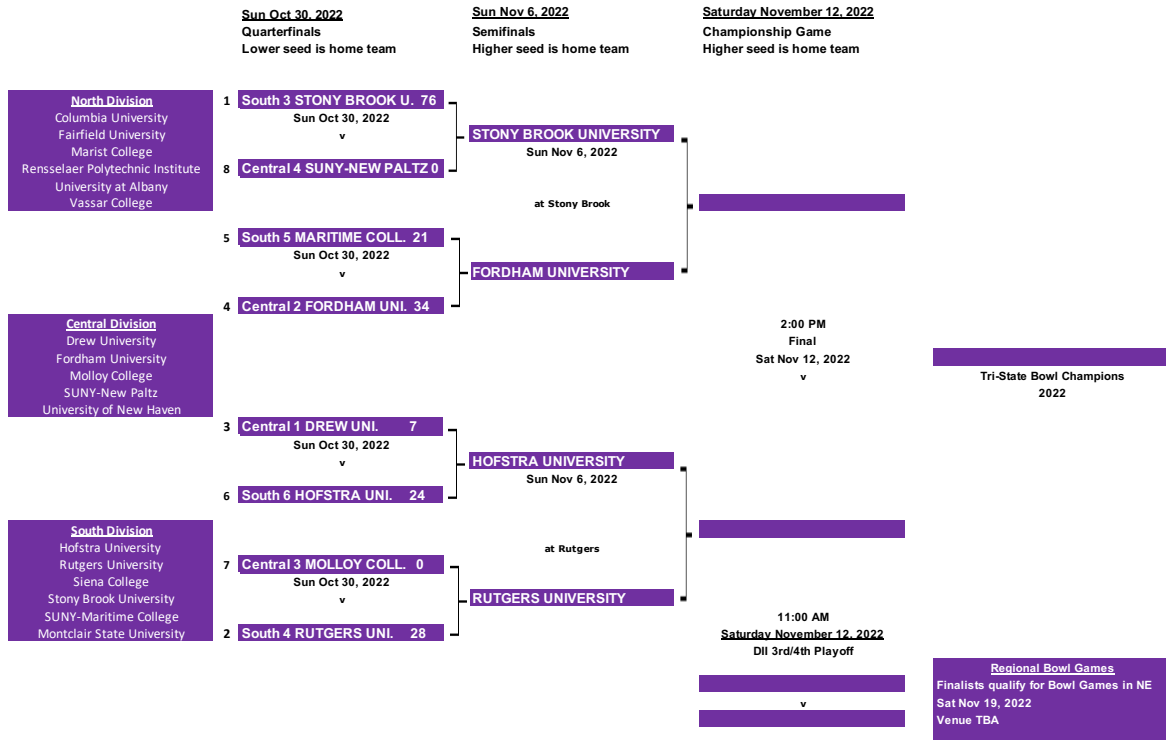 Sun Oct 30, 2022
Quarterfinals
Lower seed is home team
Sun Nov 6, 2022
Semifinals
Higher seed is home team
Saturday November 12, 2022
Championship Game
Higher seed is home team
North Division
Columbia University
Fairfield University
Marist College
Rensselaer Polytechnic Institute
University at Albany
Vassar College
1 South 3 STONY BROOK U. 76
Sun Oct 30, 2022
v
8 Central 4 SUNY-NEW PALTZ 0
STONY BROOK UNIVERSITY
Sun Nov 6, 2022
at Stony Brook
5 South 5 MARITIME COLL. 21
Sun Oct 30, 2022
v
4 Central 2 FORDHAM UNI. 34
FORDHAM UNIVERSITY
Central Division
Drew University
Fordham University
Molloy College
SUNY-New Paltz
University of New Haven
2:00 PM
Final
Sat Nov 12, 2022
v
Tri-State Bowl Champions
2022
3 Central 1 DREW UNI. 7
Sun Oct 30, 2022
v
6 South 6 HOFSTRA UNI. 24
HOFSTRA UNIVERSITY
Sun Nov 6, 2022
at Rutgers
South Division
Hofstra University
Rutgers University
Siena College
Stony Brook University
SUNY-Maritime College
Montclair State University
7 Central 3 MOLLOY COLL. 0
Sun Oct 30, 2022
v
2 South 4 RUTGERS UNI. 28
RUTGERS UNIVERSITY
11:00 AM
Saturday November 12, 2022
DII 3rd/4th Playoff
v
Regional Bowl Games
Finalists qualify for Bowl Games in NE
Sat Nov 19, 2022
Venue TBA